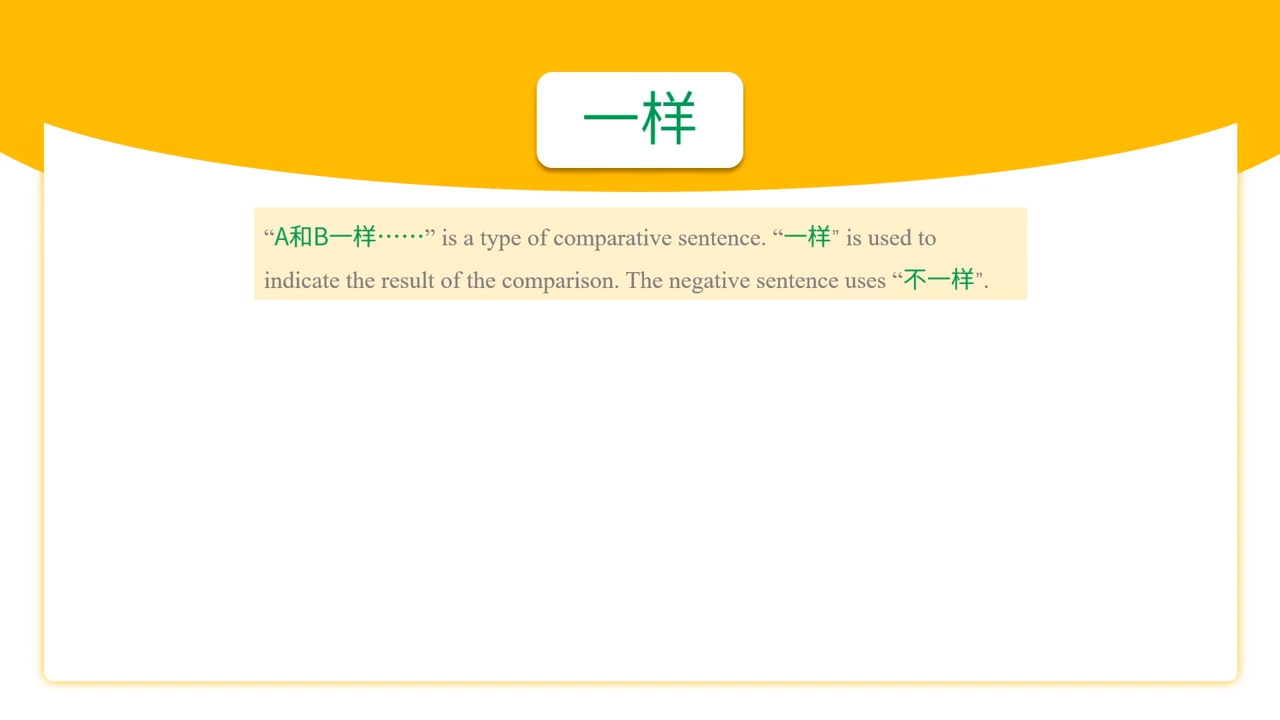 一样
“A和B一样……” is a type of comparative sentence. “一样” is used to
indicate the result of the comparison. The negative sentence uses “不一样”.